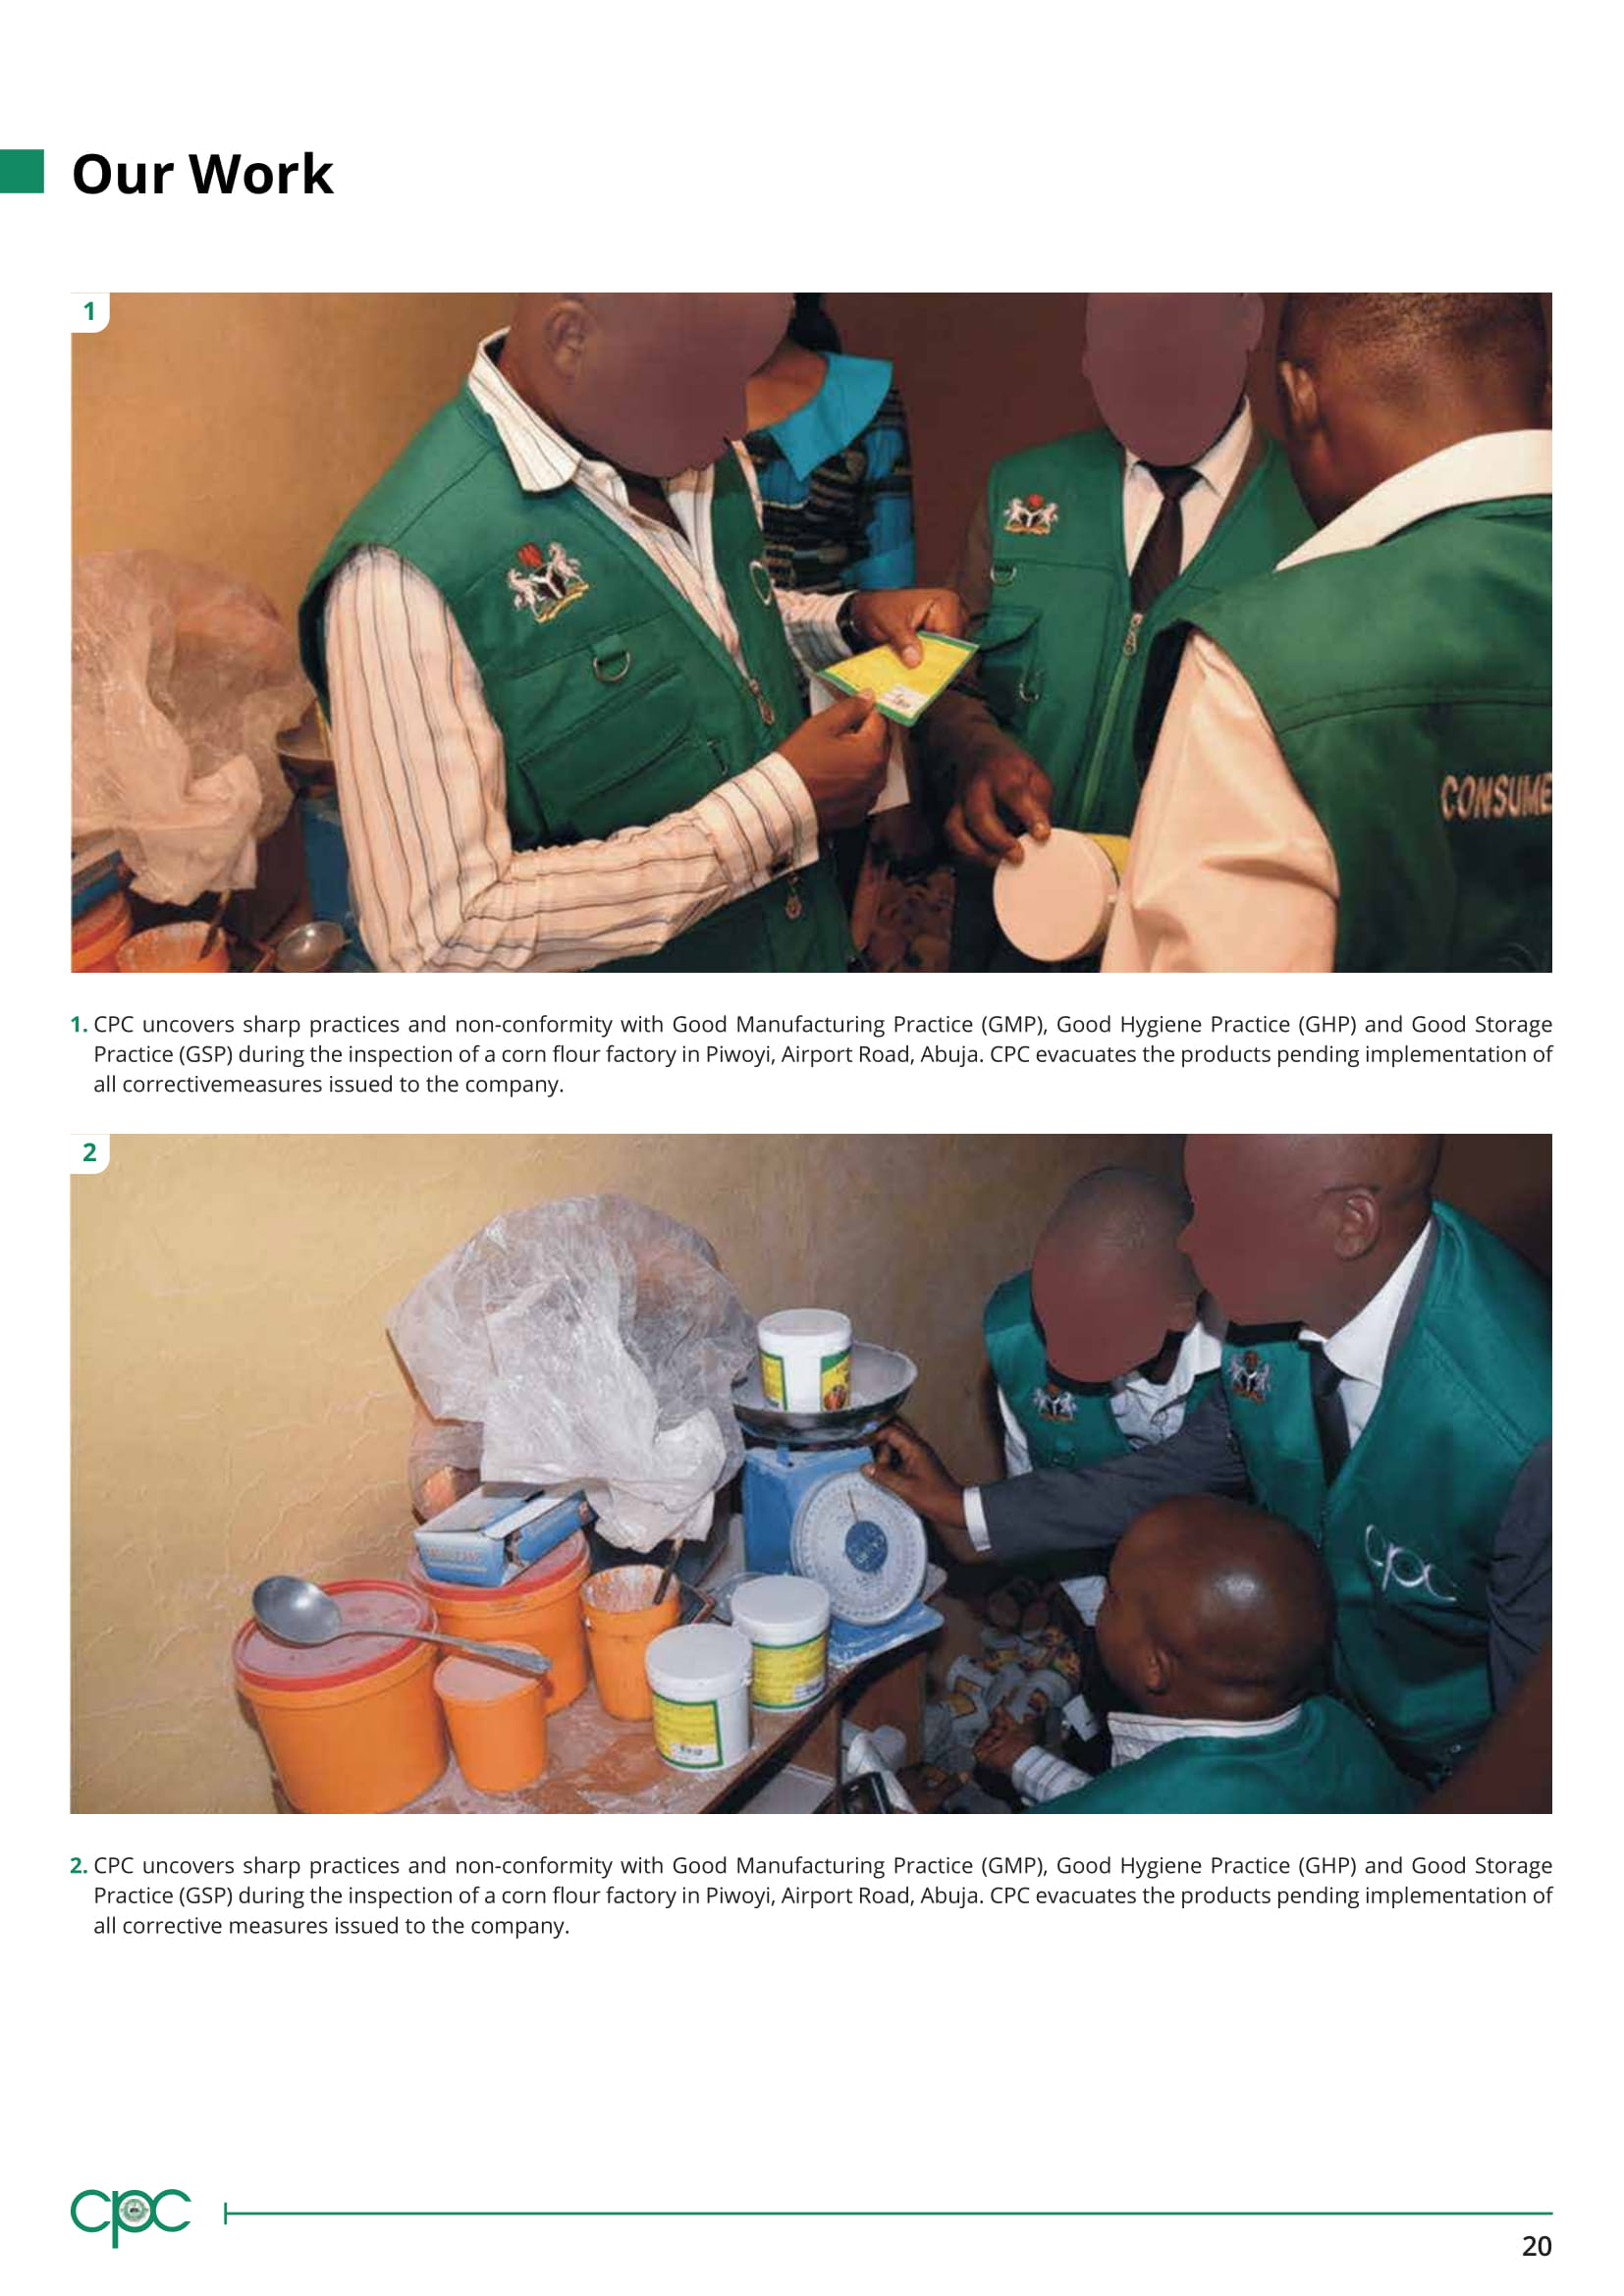 Our Work
1
CONSUME
1. CPC uncovers sharp practices and non-conformity with Good Manufacturing Practice (GMP), Good Hygiene Practice (GHP) and Good Storage
Practice (GSP) during the inspection of a corn flour factory in Piwoyi, Airport Road, Abuja. CPC evacuates the products pending implementation of
all correctivemeasures issued to the company.
2
cpc
2. CPC uncovers sharp practices and non-conformity with Good Manufacturing Practice (GMP), Good Hygiene Practice (GHP) and Good Storage
Practice (GSP) during the inspection of a corn flour factory in Piwoyi, Airport Road, Abuja. CPC evacuates the products pending implementation of
all corrective measures issued to the company.
cpc
20